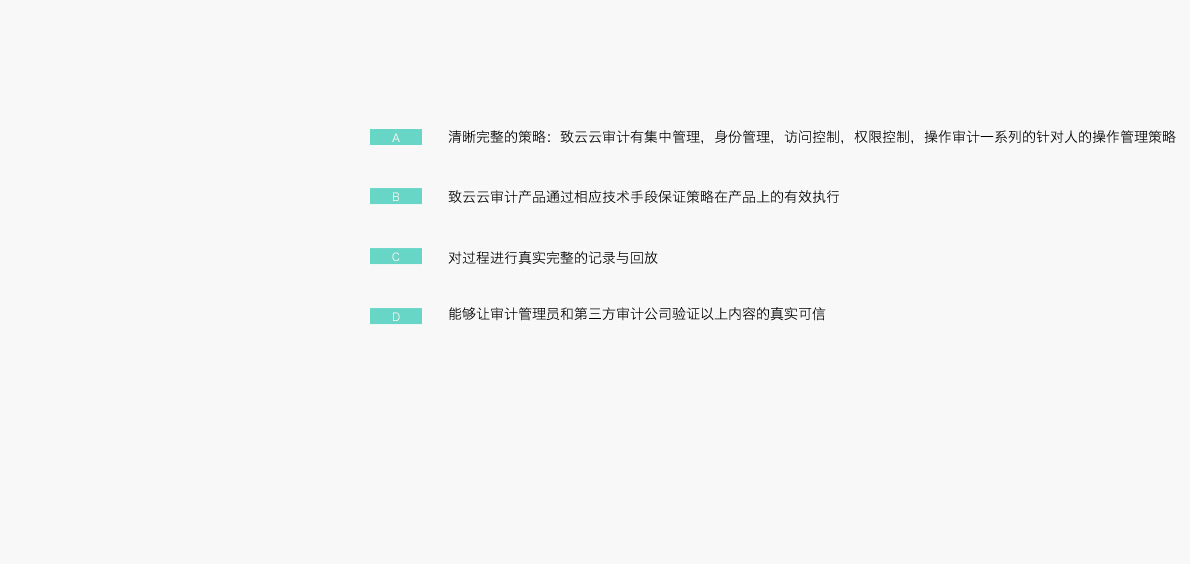 A 清晰完整的策略：致云云审计有集中管理，身份管理，访问控制，权限控制，操作审计一系列的针对人的操作管理策略
B 致云云审计产品通过相应技术手段保证策略在产品上的有效执行
C 对过程进行真实完整的记录与回放
D 能够让审计管理员和第三方审计公司验证以上内容的真实可信